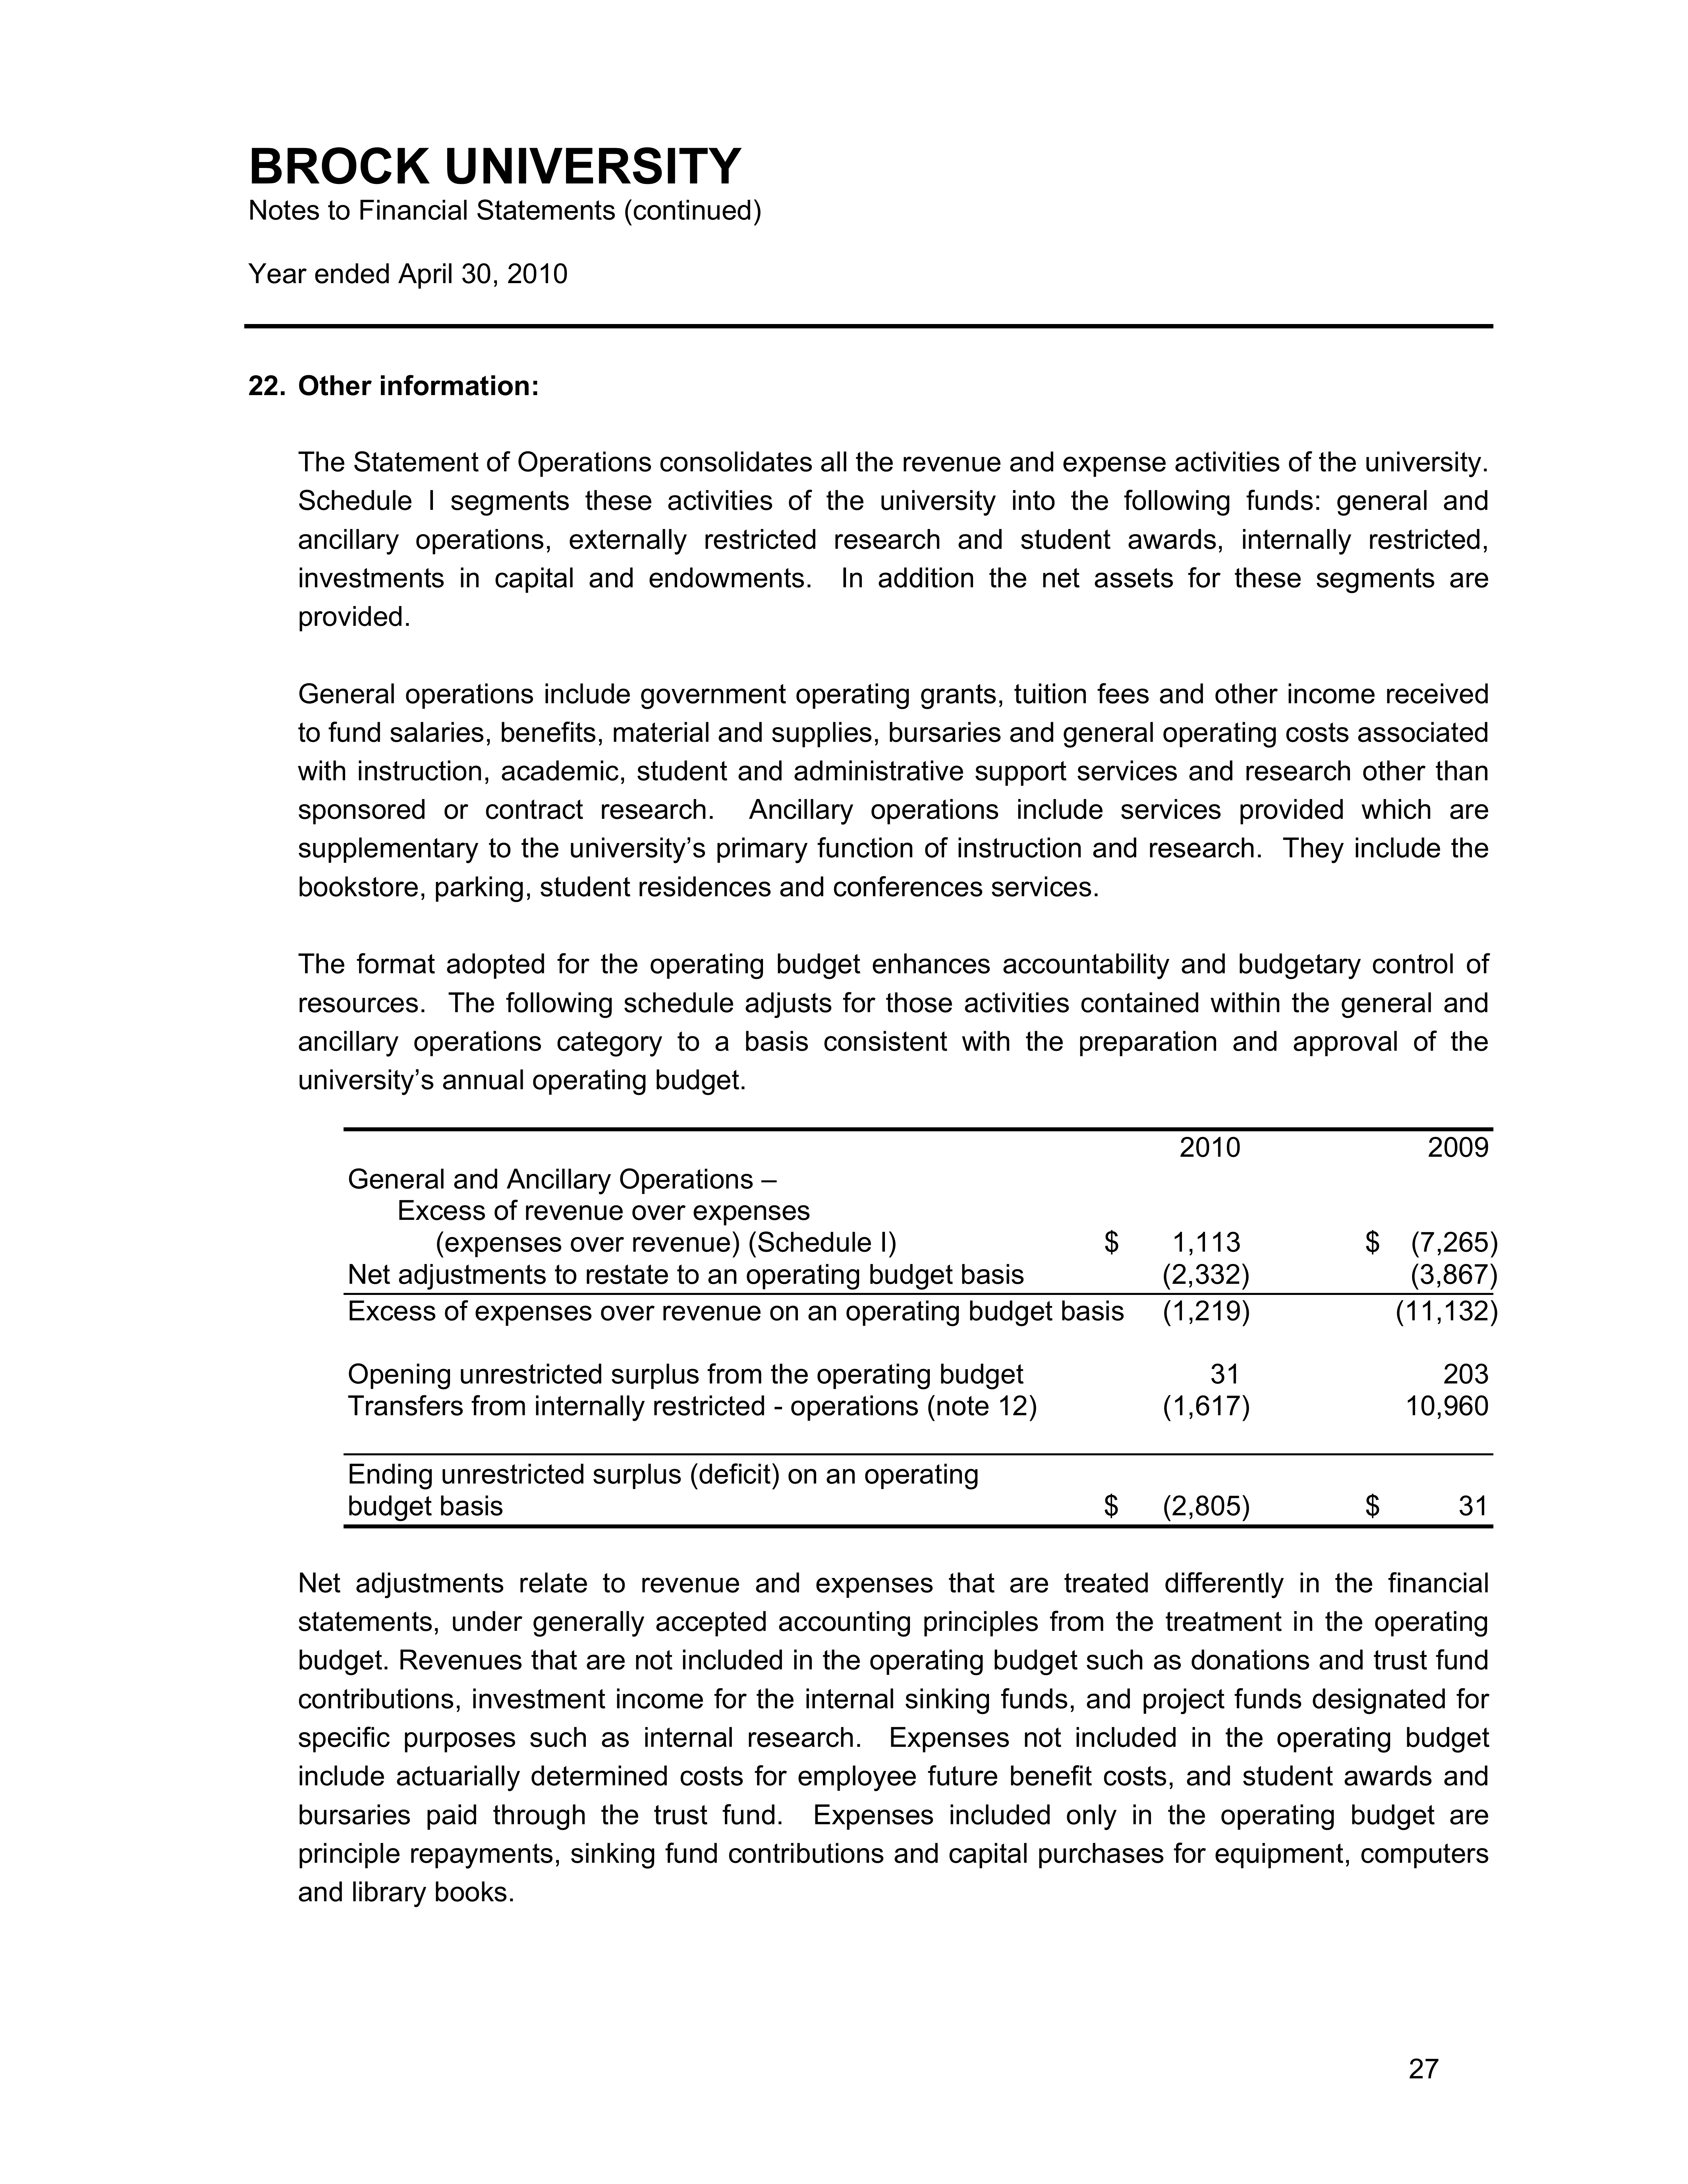 BROCK UNIVERSITY
Notes to Financial Statements (continued)
Year ended April 30, 2010
22. Other information:
The Statement of Operations consolidates all the revenue and expense activities of the university.
Schedule I segments these activities of the university into the following funds: general and
ancillary operations, externally restricted research and student awards, internally restricted,
investments in capital and endowments. In addition the net assets for these segments are
provided.
General operations include government operating grants, tuition fees and other income received
to fund salaries, benefits, material and supplies, bursaries and general operating costs associated
with instruction, academic, student and administrative support services and research other than
sponsored or contract research. Ancillary operations include services provided which are
supplementary to the university’s primary function of instruction and research. They include the
bookstore, parking, student residences and conferences services.
The format adopted for the operating budget enhances accountability and budgetary control of
resources. The following schedule adjusts for those activities contained within the general and
ancillary operations category to a basis consistent with the preparation and approval of the
university’s annual operating budget.
2010 2009
General and Ancillary Operations –
Excess of revenue over expenses
(expenses over revenue) (Schedule I) $ 1,113 $ (7,265)
Net adjustments to restate to an operating budget basis (2,332) (3,867)
Excess of expenses over revenue on an operating budget basis (1,219) (11,132)
Opening unrestricted surplus from the operating budget 31 203
Transfers from internally restricted - operations (note 12) (1,617) 10,960
Ending unrestricted surplus (deficit) on an operating
budget basis $ (2,805) $ 31
Net adjustments relate to revenue and expenses that are treated differently in the financial
statements, under generally accepted accounting principles from the treatment in the operating
budget. Revenues that are not included in the operating budget such as donations and trust fund
contributions, investment income for the internal sinking funds, and project funds designated for
specific purposes such as internal research. Expenses not included in the operating budget
include actuarially determined costs for employee future benefit costs, and student awards and
bursaries paid through the trust fund. Expenses included only in the operating budget are
principle repayments, sinking fund contributions and capital purchases for equipment, computers
and library books.
27